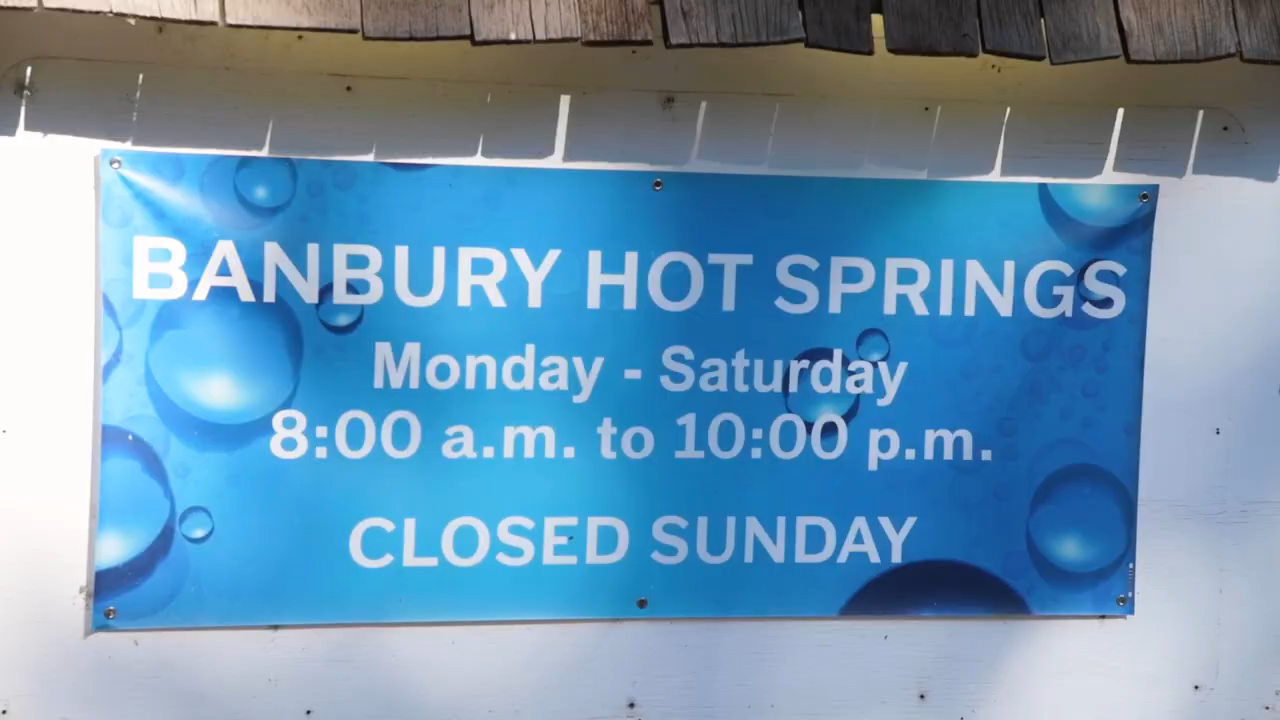 BANBURY HOT SPRINGS
Monday - Saturday
8:00 a.m. to 10:00 p.m.
CLOSED SUNDAY